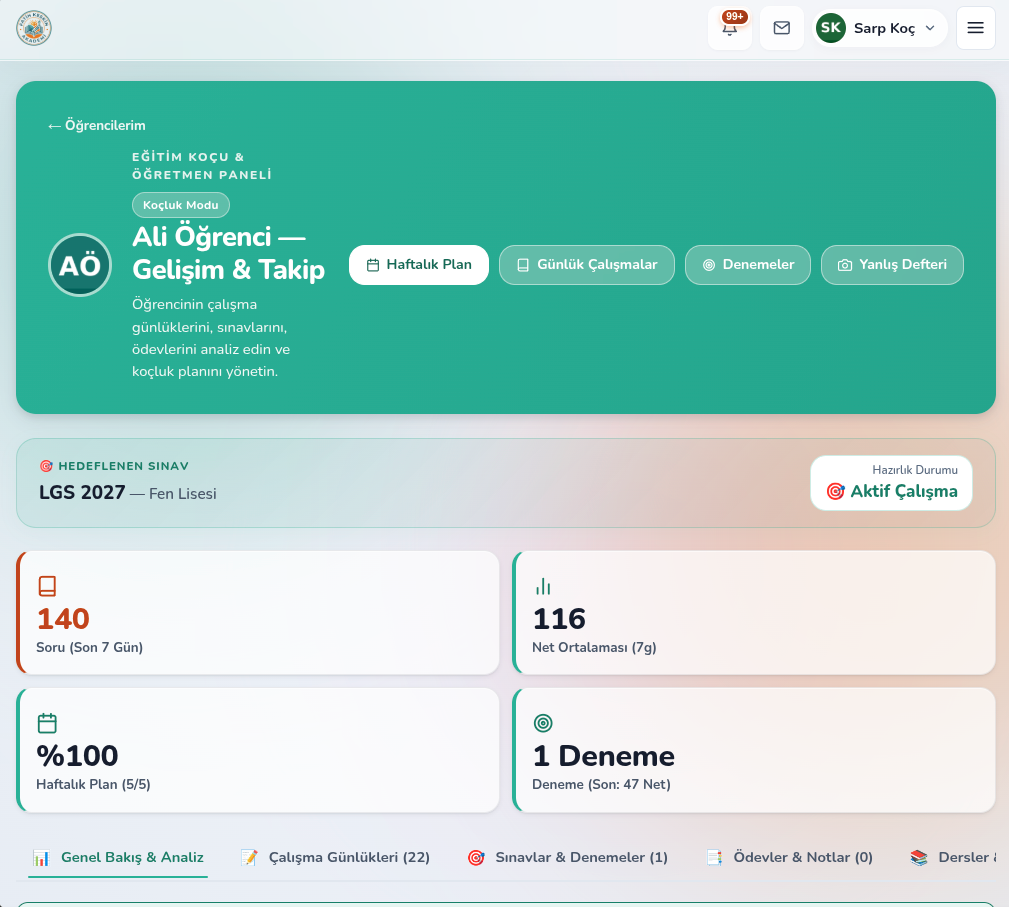 99+
SK
Sarp Koç
← Öğrencilerim
EĞİTİM KOÇU &
ÖĞRETMEN PANELİ
Koçluk Modu
AÖ
Ali Öğrenci —
Gelişim & Takip
Öğrencinin çalışma
günlüklerini, sınavlarını,
ödevlerini analiz edin ve
koçluk planını yönetin.
Haftalık Plan
Günlük Çalışmalar
Denemeler
Yanlış Defteri
HEDEFLENEN SINAV
LGS 2027 — Fen Lisesi
Hazırlık Durumu
Aktif Çalışma
140
Soru (Son 7 Gün)
116
Net Ortalaması (7g)
%100
Haftalık Plan (5/5)
1 Deneme
Deneme (Son: 47 Net)
Genel Bakış & Analiz
Çalışma Günlükleri (22)
Sınavlar & Denemeler (1)
Ödevler & Notlar (0)
Dersler &